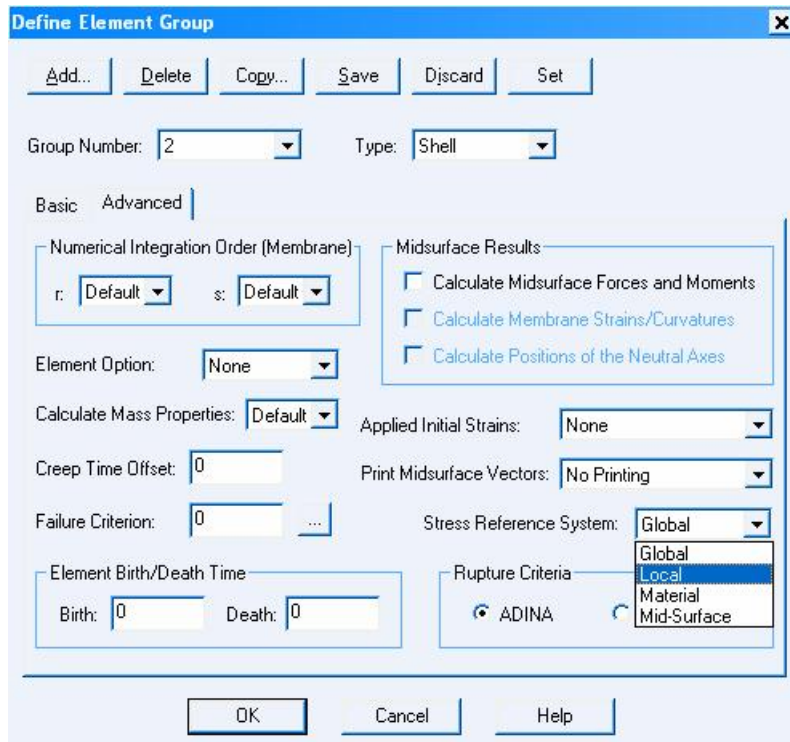 Define Element Group
Add... Delete Copy... Save Discard Set
Group Number: 2 Type: Shell
Basic Advanced
Numerical Integration Order (Membrane)
r: Default s: Default
Midsurface Results
Calculate Midsurface Forces and Moments
Calculate Membrane Strains/Curvatures
Calculate Positions of the Neutral Axes
Element Option: None
Calculate Mass Properties: Default
Applied Initial Strains: None
Creep Time Offset: 0
Print Midsurface Vectors: No Printing
Failure Criterion: 0 ...
Stress Reference System: Global
Global
Local
Material
Mid-Surface
Element Birth/Death Time
Birth: 0 Death: 0
Rupture Criteria
ADINA
OK Cancel Help